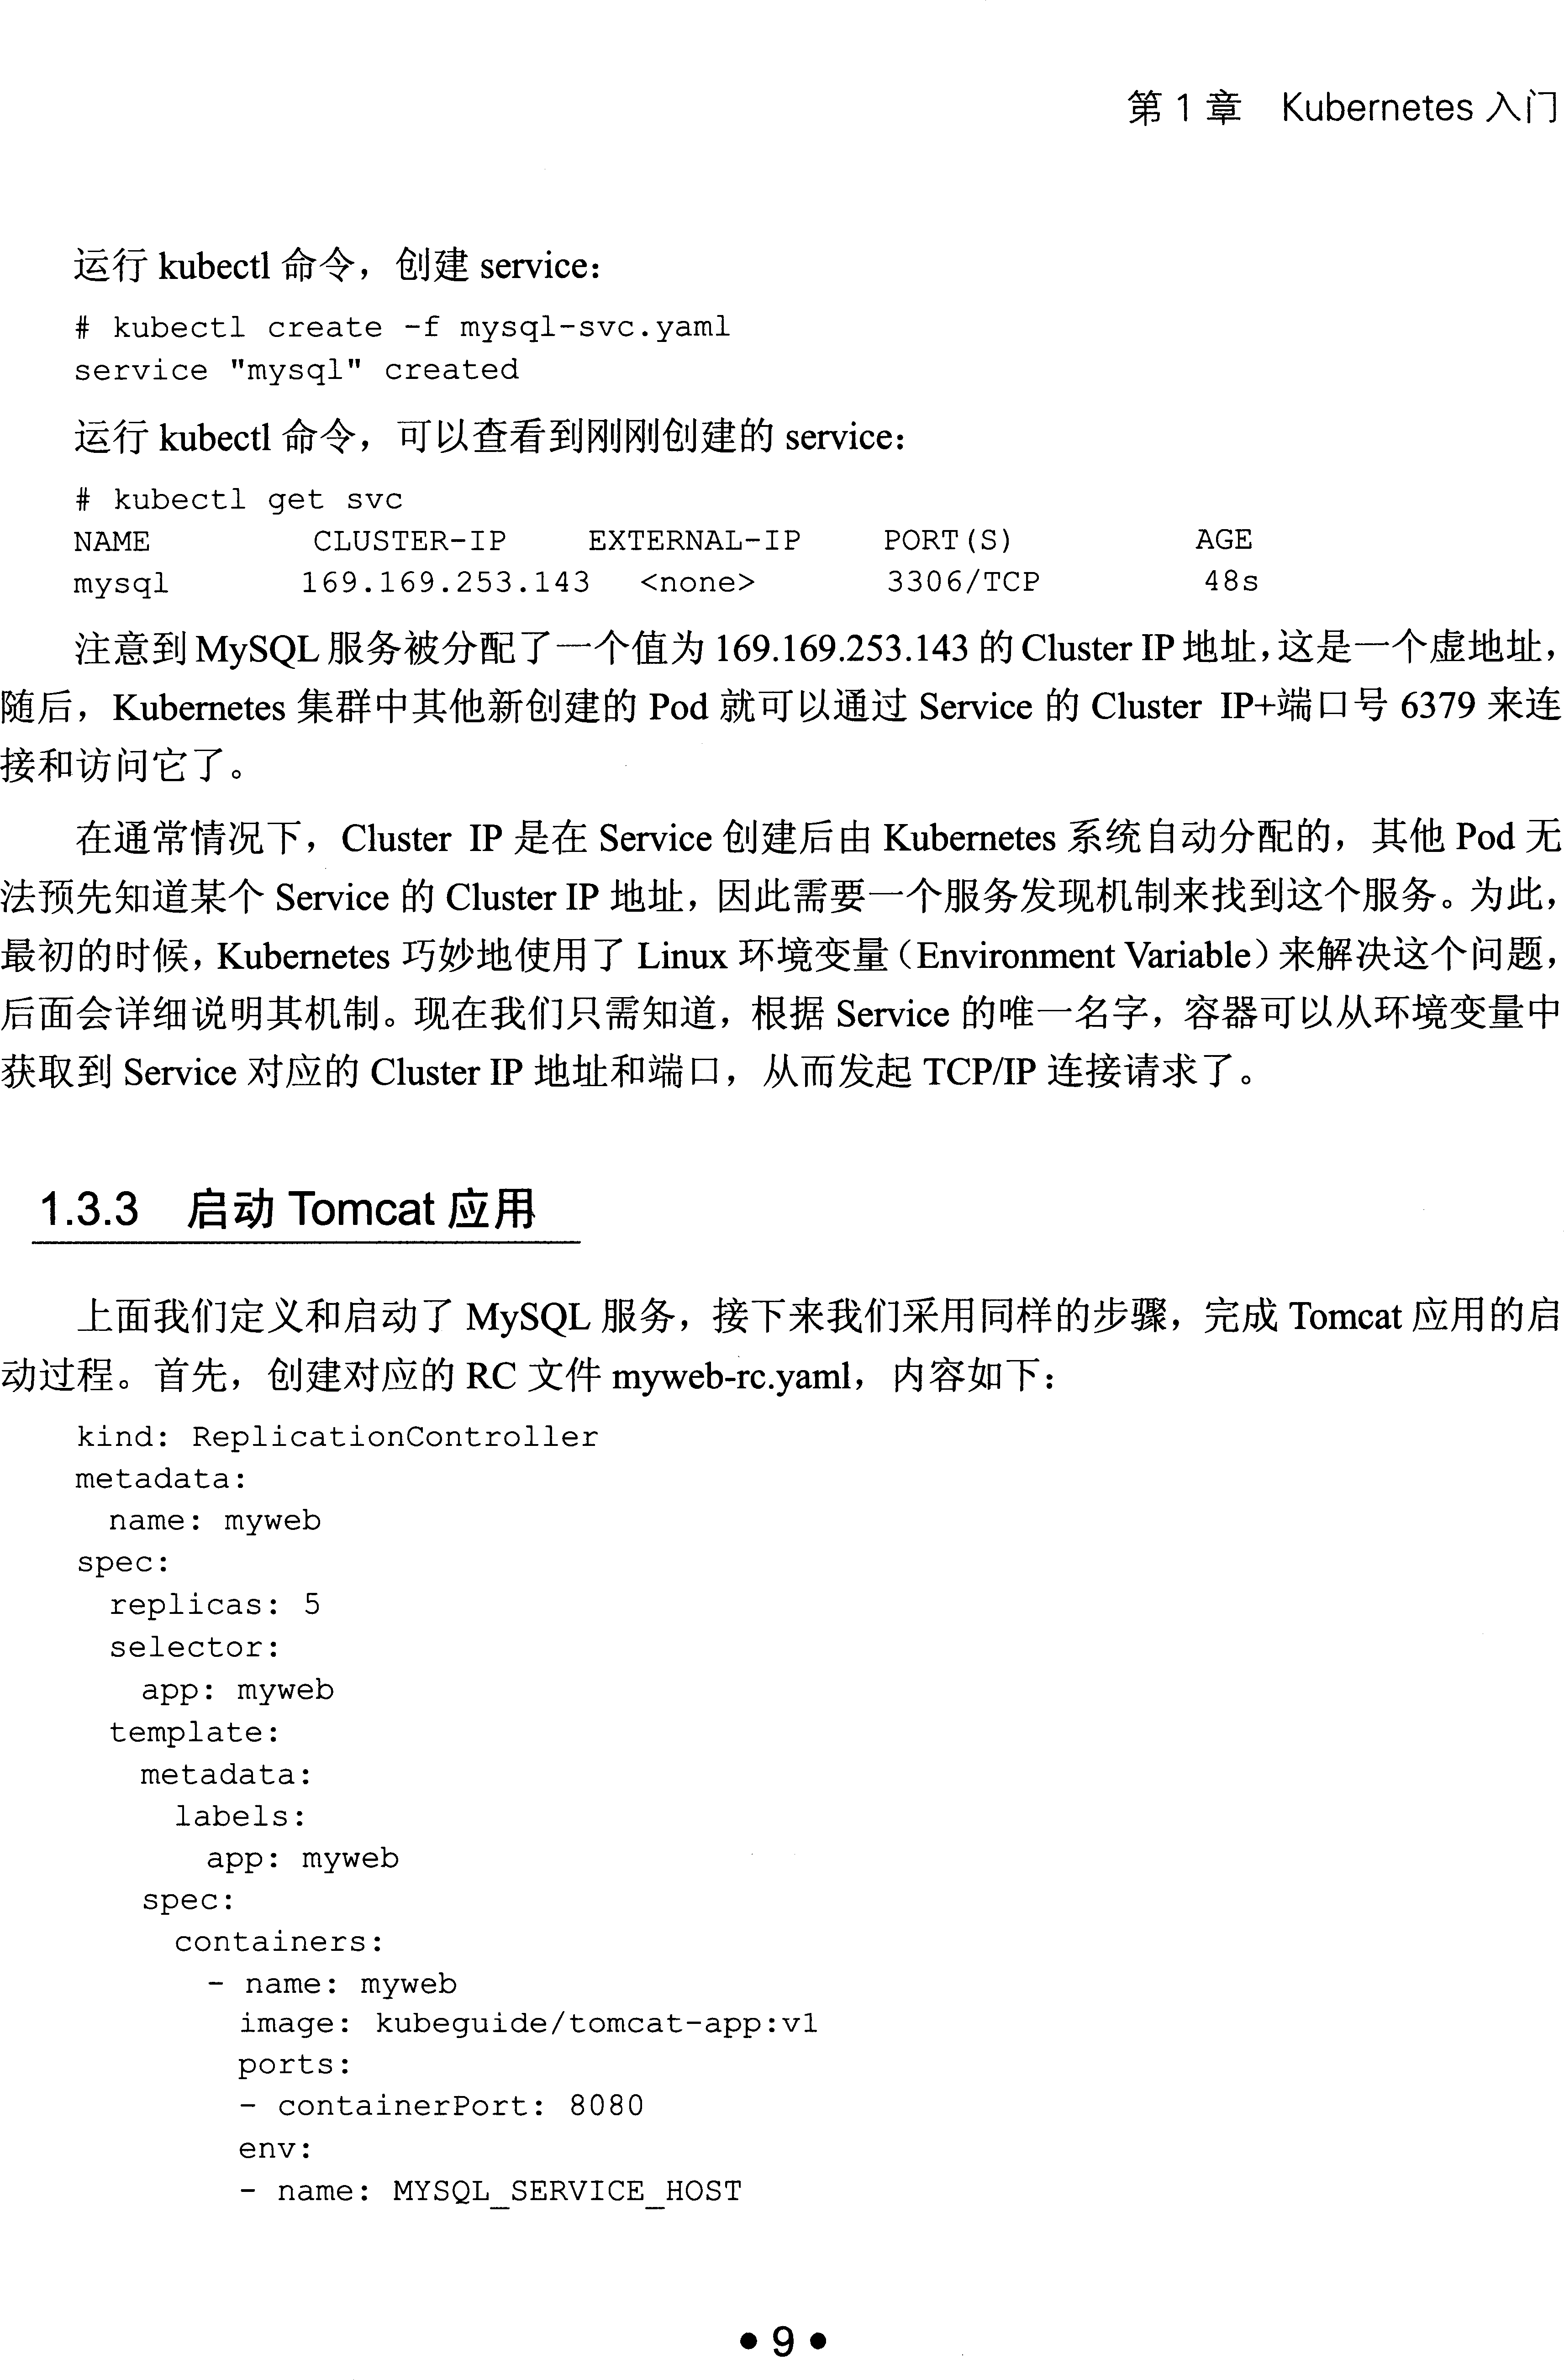 第 1 章　Kubernetes 入门
运行 kubectl 命令，创建 service：
# kubectl create -f mysql-svc.yaml
service "mysql" created
运行 kubectl 命令，可以查看到刚刚创建的 service：
# kubectl get svc
NAME CLUSTER-IP EXTERNAL-IP PORT(S) AGE
mysql 169.169.253.143 <none> 3306/TCP 48s
注意到 MySQL 服务被分配了一个值为 169.169.253.143 的 Cluster IP 地址，这是一个虚地址，
随后，Kubernetes 集群中其他新创建的 Pod 就可以通过 Service 的 Cluster IP+端口号 6379 来连
接和访问它了。
在通常情况下，Cluster IP 是在 Service 创建后由 Kubernetes 系统自动分配的，其他 Pod 无
法预先知道某个 Service 的 Cluster IP 地址，因此需要一个服务发现机制来找到这个服务。为此，
最初的时候，Kubernetes 巧妙地使用了 Linux 环境变量（Environment Variable）来解决这个问题，
后面会详细说明其机制。现在我们只需知道，根据 Service 的唯一名字，容器可以从环境变量中
获取到 Service 对应的 Cluster IP 地址和端口，从而发起 TCP/IP 连接请求了。
1.3.3　启动 Tomcat 应用
上面我们定义和启动了 MySQL 服务，接下来我们采用同样的步骤，完成 Tomcat 应用的启
动过程。首先，创建对应的 RC 文件 myweb-rc.yaml，内容如下：
kind: ReplicationController
metadata:
  name: myweb
spec:
  replicas: 5
  selector:
    app: myweb
  template:
    metadata:
      labels:
        app: myweb
    spec:
      containers:
        - name: myweb
          image: kubeguide/tomcat-app:v1
          ports:
          - containerPort: 8080
          env:
          - name: MYSQL_SERVICE_HOST
• 9 •